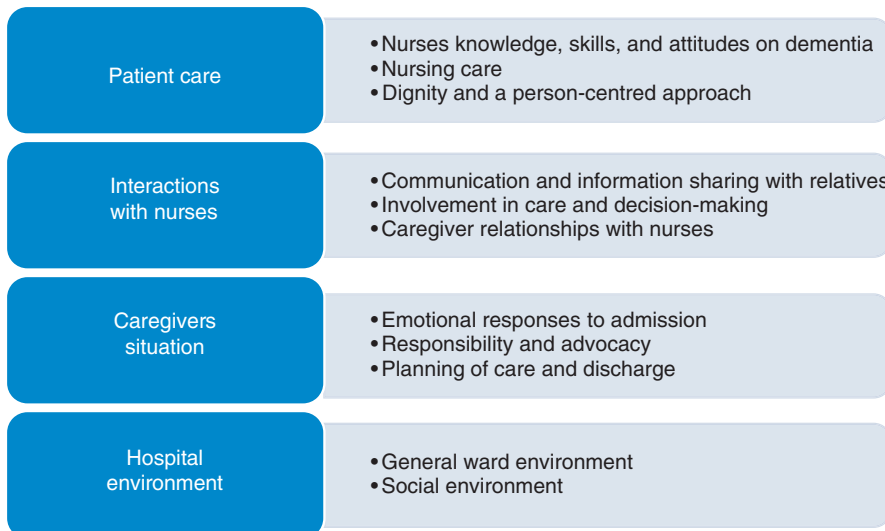 Patient care
•Nurses knowledge, skills, and attitudes on dementia
•Nursing care
•Dignity and a person-centred approach
Interactions
with nurses
•Communication and information sharing with relatives
•Involvement in care and decision-making
•Caregiver relationships with nurses
Caregivers
situation
•Emotional responses to admission
•Responsibility and advocacy
•Planning of care and discharge
Hospital
environment
•General ward environment
•Social environment